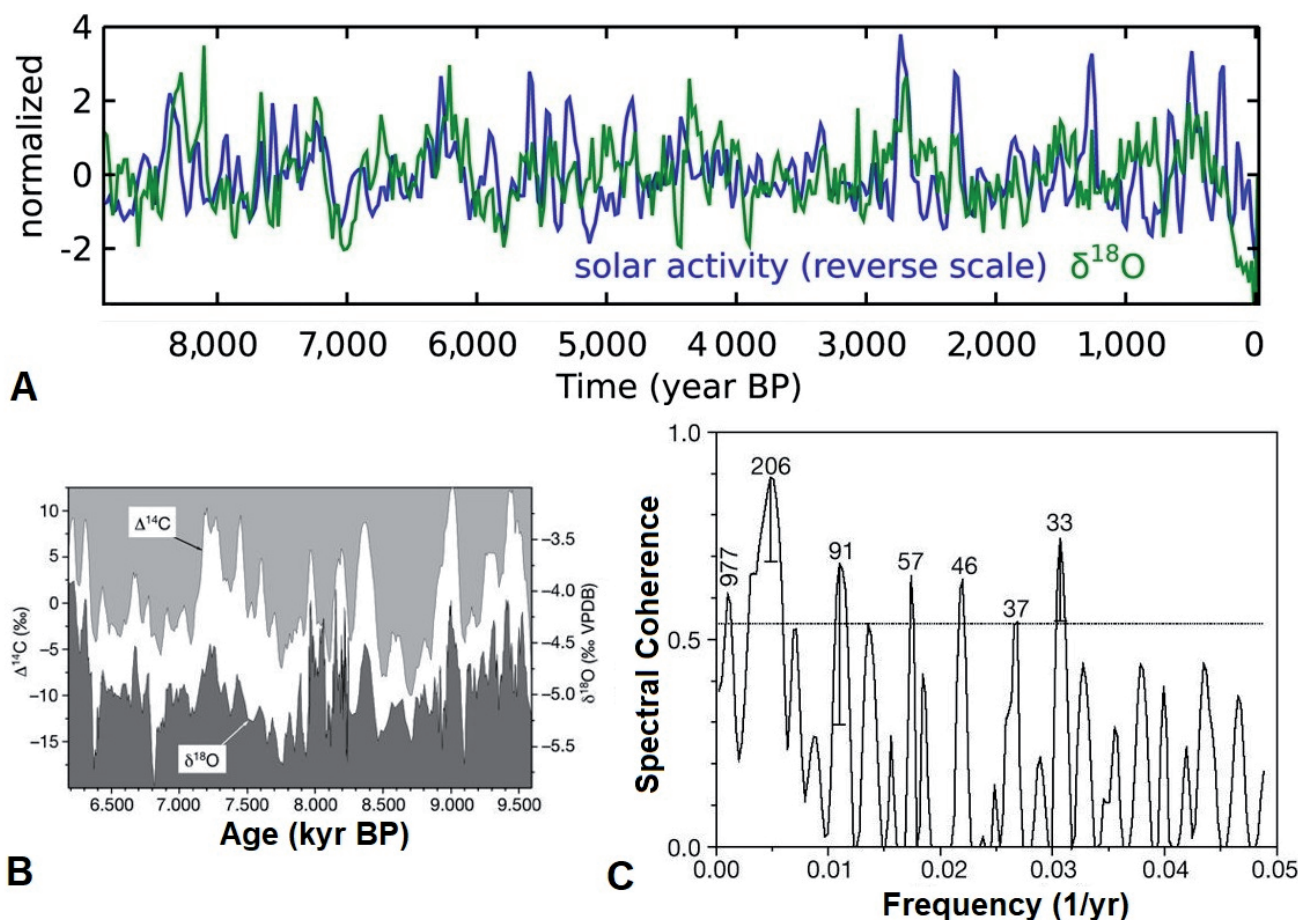 4
2
0
-2
normalized
solar activity (reverse scale) δ18O
8,000 7,000 6,000 5,000 4 000 3,000 2,000 1,000 0
Time (year BP)
A
10
5
0
−5
−10
−15
Δ14C (‰)
Δ14C
δ18O
−3.5
−4.0
−4.5
−5.0
−5.5
δ18O (‰ VPDB)
6.500 7.000 7.500 8.000 8.500 9.000 9.500
Age (kyr BP)
B
1.0
0.5
0.0
Spectral Coherence
977
206
91
57
46
37
33
0.00 0.01 0.02 0.03 0.04 0.05
Frequency (1/yr)
C